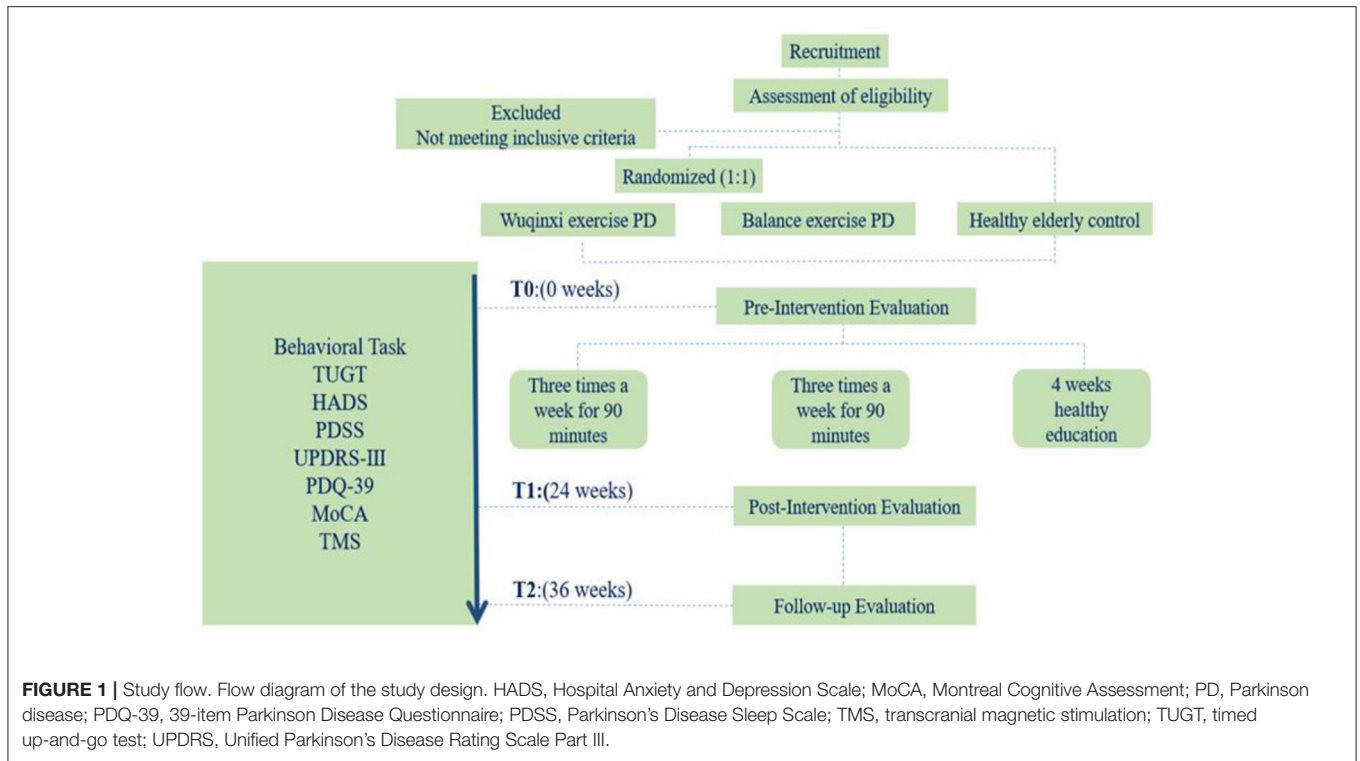 Recruitment
Assessment of eligibility
Excluded
Not meeting inclusive criteria
Randomized (1:1)
Wuqinxi exercise PD
Balance exercise PD
Healthy elderly control
Behavioral Task
TUGT
HADS
PDSS
UPDRS-III
PDQ-39
MoCA
TMS
T0:(0 weeks)
Pre-Intervention Evaluation
Three times a
week for 90
minutes
Three times a
week for 90
minutes
4 weeks
healthy
education
T1:(24 weeks)
Post-Intervention Evaluation
T2:(36 weeks)
Follow-up Evaluation
FIGURE 1 | Study flow. Flow diagram of the study design. HADS, Hospital Anxiety and Depression Scale; MoCA, Montreal Cognitive Assessment; PD, Parkinson
disease; PDQ-39, 39-item Parkinson Disease Questionnaire; PDSS, Parkinson's Disease Sleep Scale; TMS, transcranial magnetic stimulation; TUGT, timed
up-and-go test; UPDRS, Unified Parkinson's Disease Rating Scale Part III.